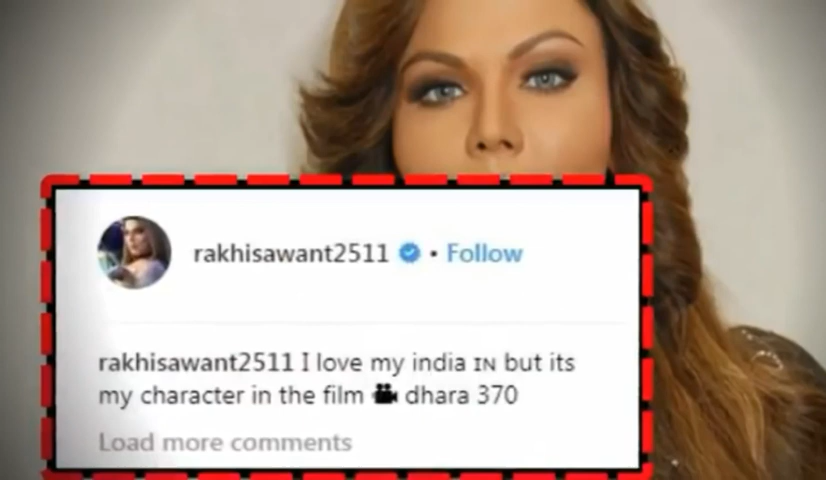 rakhisawant2511 • Follow
rakhisawant2511 I love my india IN but its
my character in the film 🎥 dhara 370
Load more comments